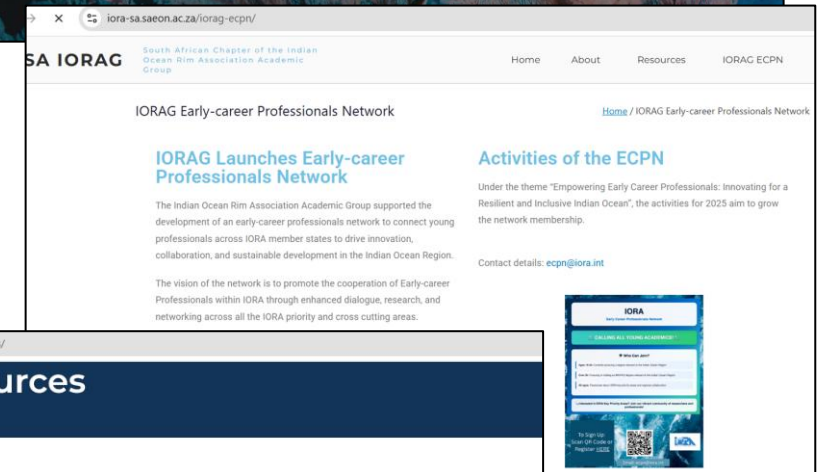 iora-sa.saeon.ac.za/iorag-ecpn/
SA IORAG
South African Chapter of the Indian
Ocean Rim Association Academic
Group
Home About Resources IORAG ECPN
IORAG Early-career Professionals Network
Home / IORAG Early-career Professionals Network
IORAG Launches Early-career
Professionals Network
The Indian Ocean Rim Association Academic Group supported the
development of an early-career professionals network to connect young
professionals across IORA member states to drive innovation,
collaboration, and sustainable development in the Indian Ocean Region.
The vision of the network is to promote the cooperation of Early-career
Professionals within IORA through enhanced dialogue, research, and
networking across all the IORA priority and cross cutting areas.
Activities of the ECPN
Under the theme "Empowering Early Career Professionals: Innovating for a
Resilient and Inclusive Indian Ocean", the activities for 2025 aim to grow
the network membership.
Contact details: ecpn@iora.int
IORA
Early Career Professionals Network
CALLING ALL YOUNG ACADEMICS
Who Can Join?
To Sign Up
Scan QR Code or
Register HERE
IORA
s/
urces